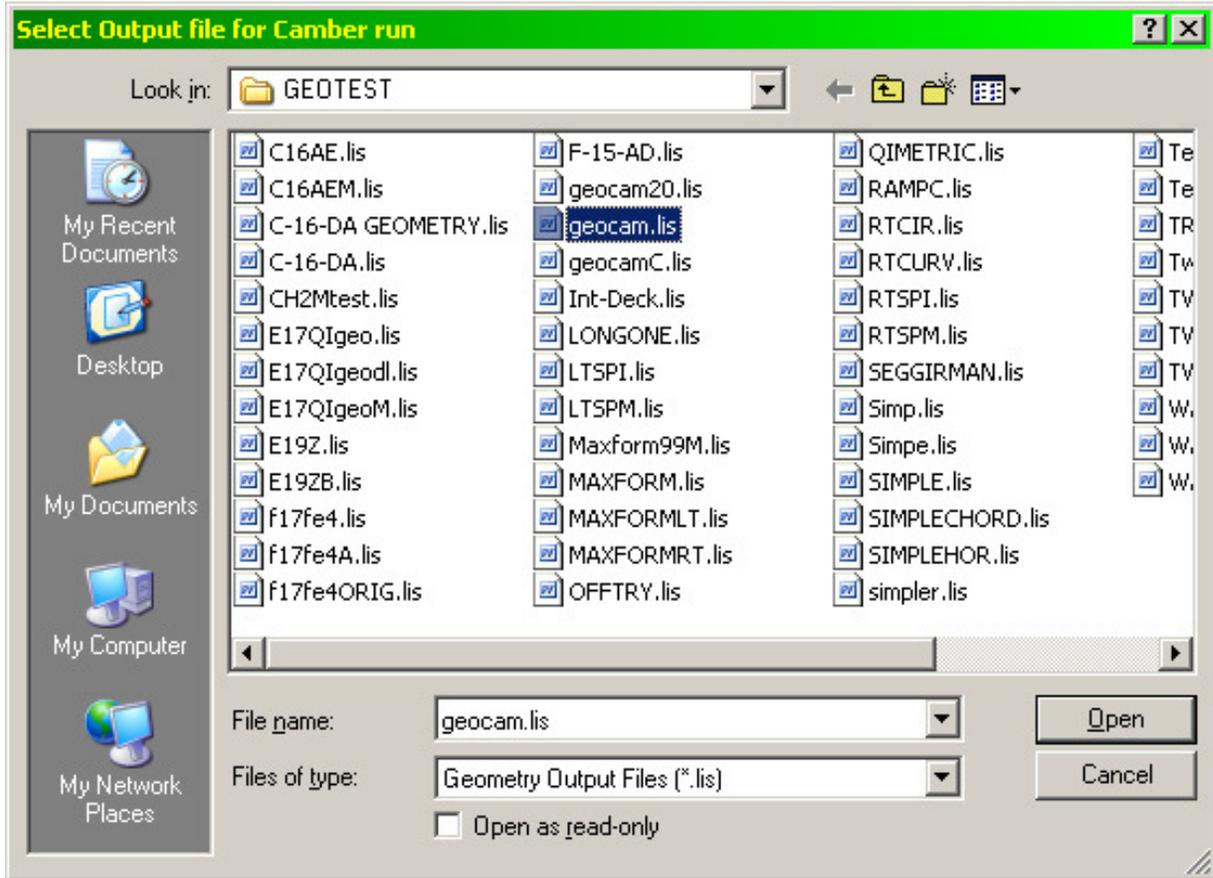 Select Output file for Camber run
Look in: GEOTEST
My Recent Documents
Desktop
My Documents
My Computer
My Network Places
C16AE.lis
C16AEM.lis
C-16-DA GEOMETRY.lis
C-16-DA.lis
CH2Mtest.lis
E17QIgeo.lis
E17QIgeodl.lis
E17QIgeoM.lis
E19Z.lis
E19ZB.lis
f17fe4.lis
f17fe4A.lis
f17fe4ORIG.lis
F-15-AD.lis
geocam20.lis
geocam.lis
geocamC.lis
Int-Deck.lis
LONGONE.lis
LTSPI.lis
LTSPM.lis
Maxform99M.lis
MAXFORM.lis
MAXFORMLT.lis
MAXFORMRT.lis
OFFTRY.lis
QIMETRIC.lis
RAMPC.lis
RTCIR.lis
RTCURV.lis
RTSPI.lis
RTSPM.lis
SEGGIRMAN.lis
Simp.lis
Simpe.lis
SIMPLE.lis
SIMPLECHORD.lis
SIMPLEHOR.lis
simpler.lis
Te
Te
TR
Tw
File name: geocam.lis
Open
Files of type: Geometry Output Files (*.lis)
Cancel
Open as read-only